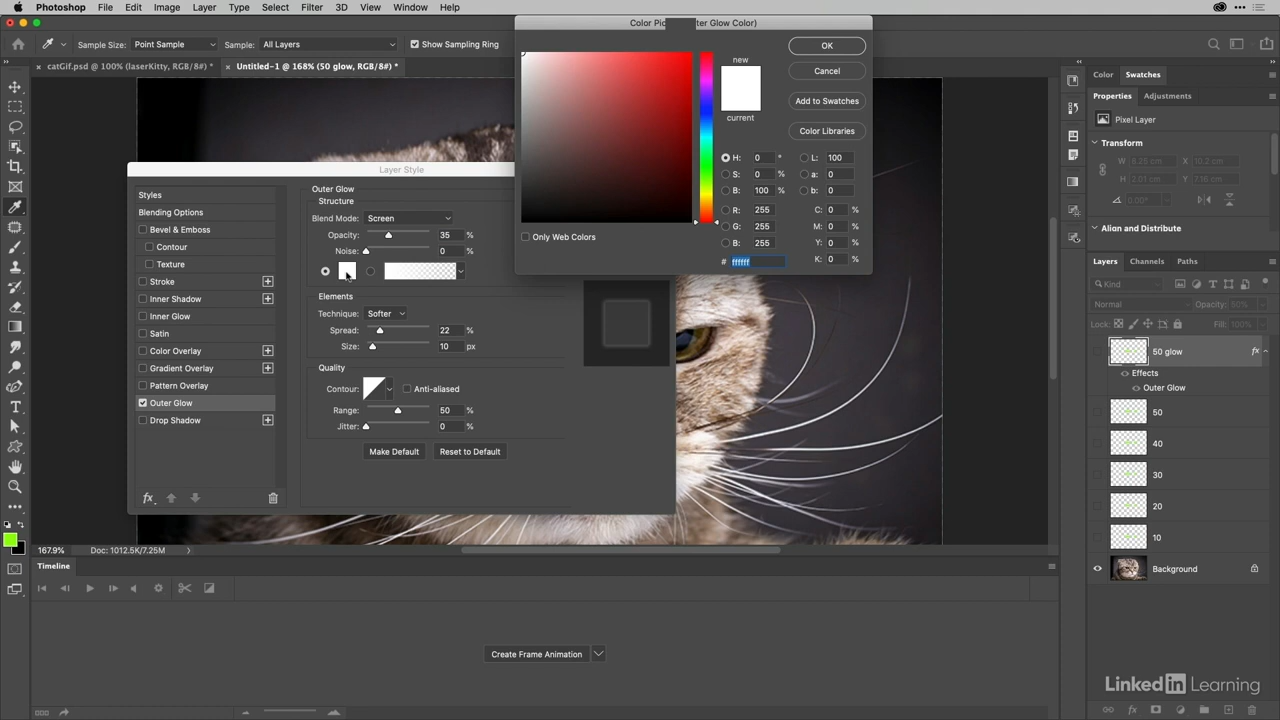 Photoshop File Edit Image Layer Type Select Filter 3D View Window Help
Sample Size: Point Sample Sample: All Layers Show Sampling Ring
catGif.psd @ 100% (laserKitty, RGB/8#) * Untitled-1 @ 168% (50 glow, RGB/8#) *
Layer Style
Styles
Blending Options
Bevel & Emboss
Contour
Texture
Stroke
Inner Shadow
Inner Glow
Satin
Color Overlay
Gradient Overlay
Pattern Overlay
Outer Glow
Drop Shadow
fx
Outer Glow
Structure
Blend Mode: Screen
Opacity: 35 %
Noise: 0 %
Elements
Technique: Softer
Spread: 22 %
Size: 10 px
Quality
Contour: Anti-aliased
Range: 50 %
Jitter: 0 %
Make Default Reset to Default
Color ter Glow Color)
new
current
OK
Cancel
Add to Swatches
Color Libraries
H: 0 ° L: 100
S: 0 % a: 0
B: 100 % b: 0
R: 255 C: 0 %
G: 255 M: 0 %
B: 255 Y: 0 %
# ffffff K: 0 %
Only Web Colors
Color Swatches
Properties Adjustments
Pixel Layer
Transform
W: 8.25 cm X: 10.2 cm
H: 2.01 cm Y: 7.16 cm
0.00°
Align and Distribute
Layers Channels Paths
Kind
Normal Opacity:
Lock: Fill: 100%
50 glow fx
Effects
Outer Glow
50
40
30
20
10
Background
167.9% Doc: 1012.5K/7.25M
Timeline
Create Frame Animation
LinkedIn Learning
fx